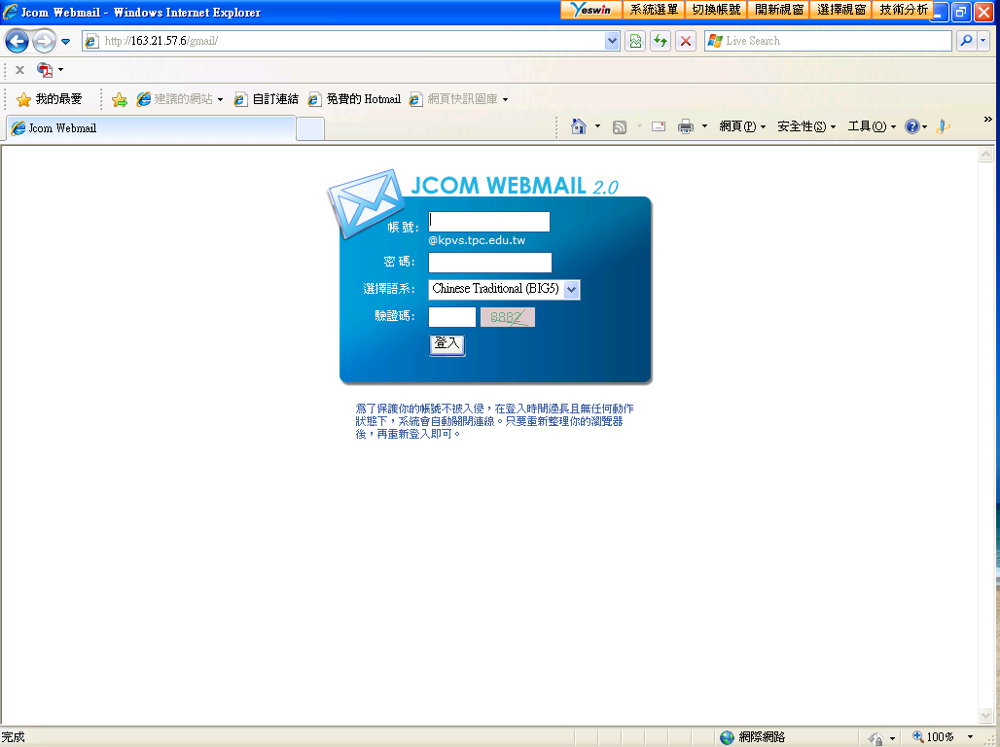 Jcom Webmail - Windows Internet Explorer
Yeswin 系統選單 切換帳號 開新視窗 選擇視窗 技術分析
http://163.21.57.6/gmail/
Live Search
我的最愛 建議的網站 自訂連結 免費的 Hotmail 網頁快訊圖庫
Jcom Webmail
網頁(P) 安全性(S) 工具(O)
JCOM WEBMAIL 2.0
帳 號:
@kpvs.tpc.edu.tw
密 碼:
選擇語系: Chinese Traditional (BIG5)
驗證碼: 9882
登入
為了保護你的帳號不被入侵,在登入時間過長且無任何動作
狀態下,系統會自動關閉連線。只要重新整理你的瀏覽器
後,再重新登入即可。
完成
網際網路
100%